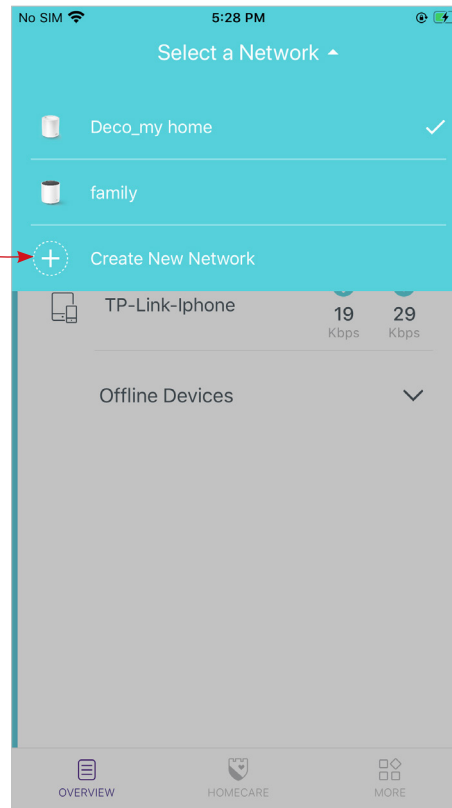 No SIM 5:28 PM
Select a Network
Deco_my home
family
Create New Network
TP-Link-Iphone 19 29
Kbps Kbps
Offline Devices
OVERVIEW HOMECARE MORE